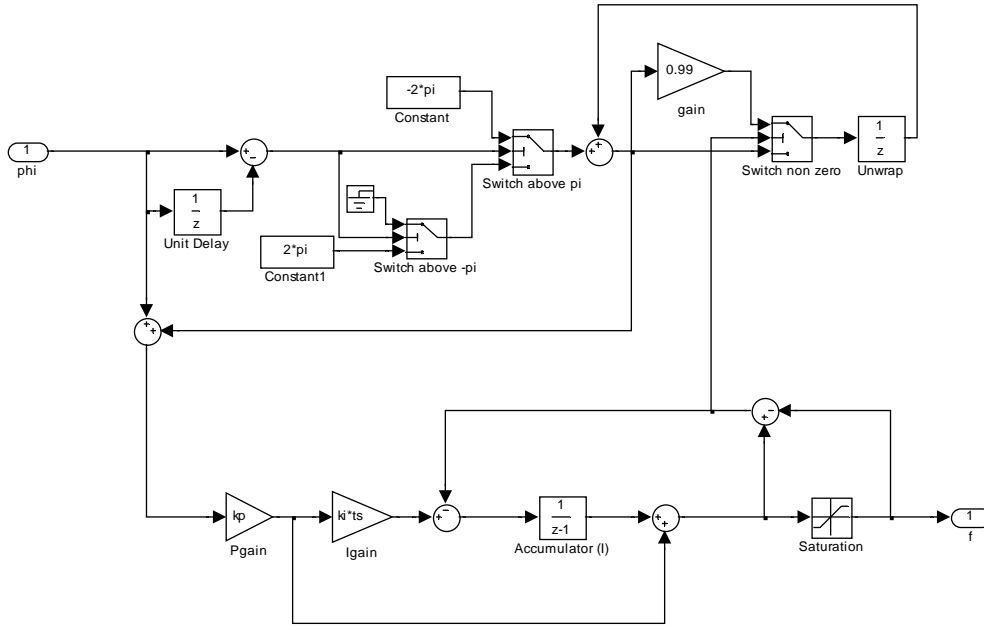 0.99
gain
-2*pi
Constant
1
phi
+
-
Switch above pi
+
+
Switch non zero
1
z
Unwrap
1
z
Unit Delay
2*pi
Constant1
Switch above -pi
+
+
+
-
kp
Pgain
ki*ts
Igain
+
-
1
z-1
Accumulator (I)
+
+
Saturation
1
f